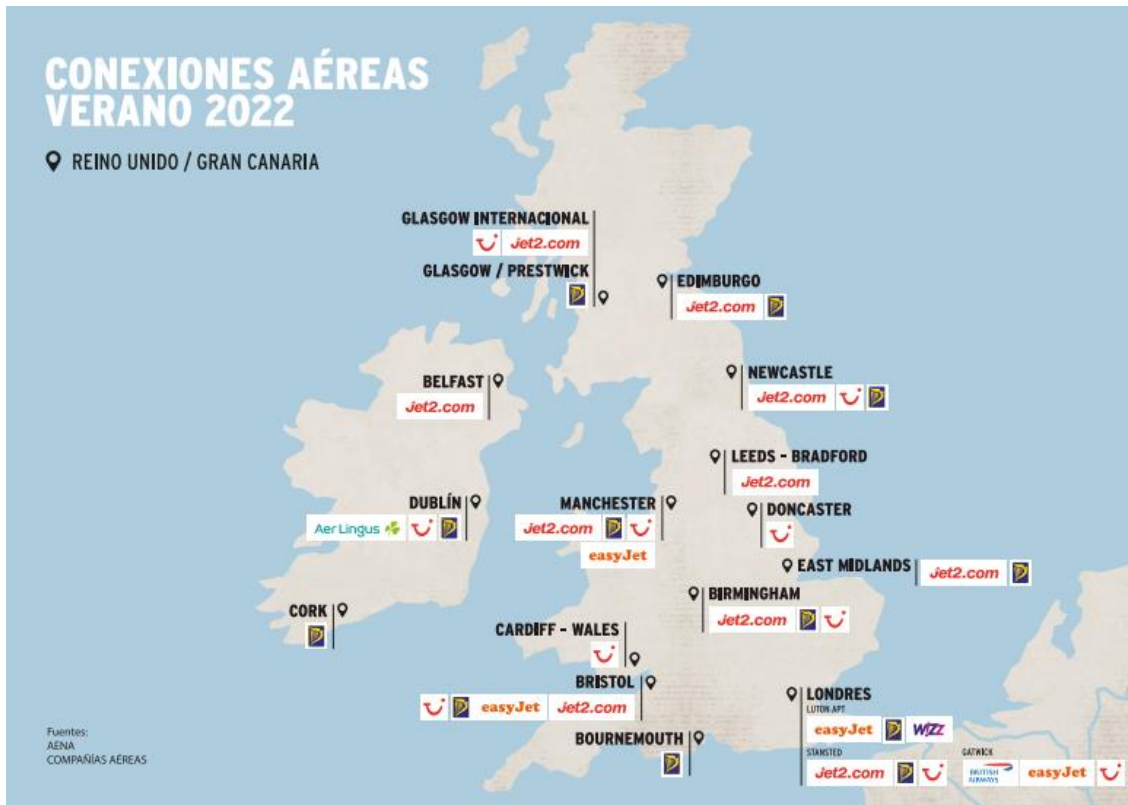 CONEXIONES AÉREAS
VERANO 2022
REINO UNIDO / GRAN CANARIA
GLASGOW INTERNACIONAL
Jet2.com
GLASGOW / PRESTWICK
EDIMBURGO
Jet2.com
NEWCASTLE
Jet2.com
BELFAST
Jet2.com
LEEDS - BRADFORD
Jet2.com
DUBLÍN
Aer Lingus
MANCHESTER
Jet2.com
easyJet
DONCASTER
EAST MIDLANDS
Jet2.com
BIRMINGHAM
Jet2.com
CORK
CARDIFF - WALES
BRISTOL
easyJet Jet2.com
BOURNEMOUTH
LONDRES
LUTON APT
easyJet WIZZ
STANSTED
Jet2.com
GATWICK
BRITISH
AIRWAYS
easyJet
Fuentes:
AENA
COMPAÑÍAS AÉREAS